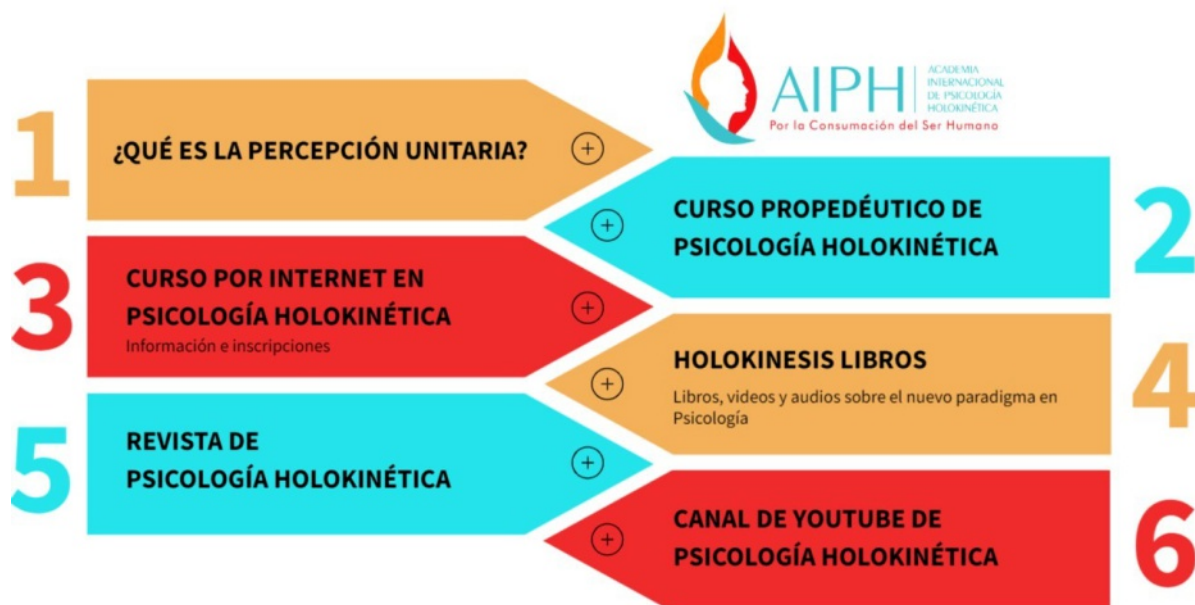 AIPH
ACADEMIA
INTERNACIONAL
DE PSICOLOGÍA
HOLOKINÉTICA
Por la Consumación del Ser Humano
1
¿QUÉ ES LA PERCEPCIÓN UNITARIA?
2
CURSO PROPEDÉUTICO DE
PSICOLOGÍA HOLOKINÉTICA
3
CURSO POR INTERNET EN
PSICOLOGÍA HOLOKINÉTICA
Información e inscripciones
4
HOLOKINESIS LIBROS
Libros, videos y audios sobre el nuevo paradigma en
Psicología
5
REVISTA DE
PSICOLOGÍA HOLOKINÉTICA
6
CANAL DE YOUTUBE DE
PSICOLOGÍA HOLOKINÉTICA